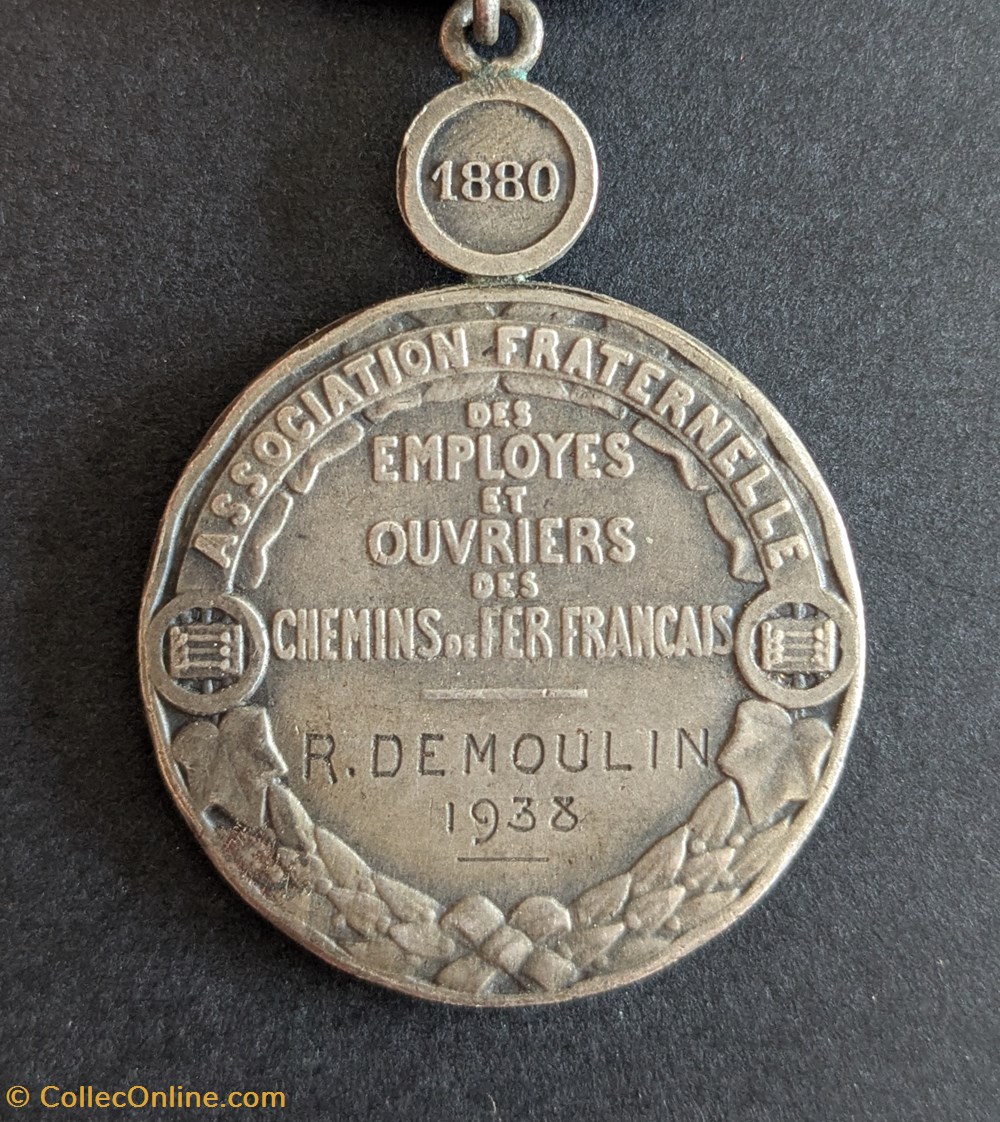 1880
ASSOCIATION FRATERNELLE
DES
EMPLOYES
ET
OUVRIERS
DES
CHEMINS DE FER FRANCAIS
R. DEMOULIN
1938
© CollecOnline.com